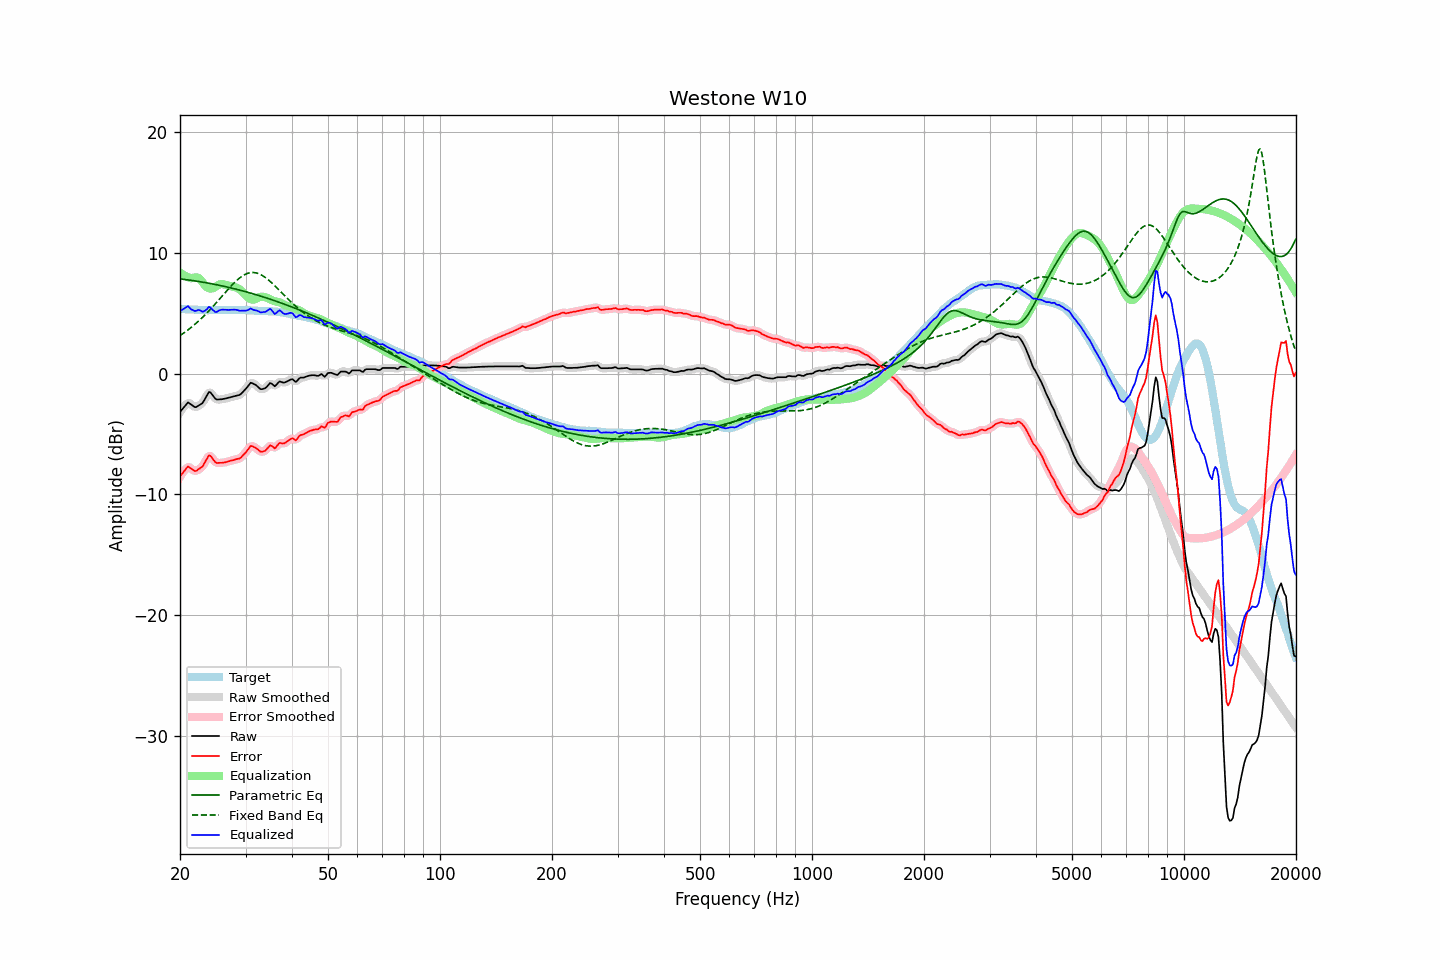 Westone W10
Amplitude (dBr)
20
10
0
−10
−20
−30
Target
Raw Smoothed
Error Smoothed
Raw
Error
Equalization
Parametric Eq
Fixed Band Eq
Equalized
20 50 100 200 500 1000 2000 5000 10000 20000
Frequency (Hz)